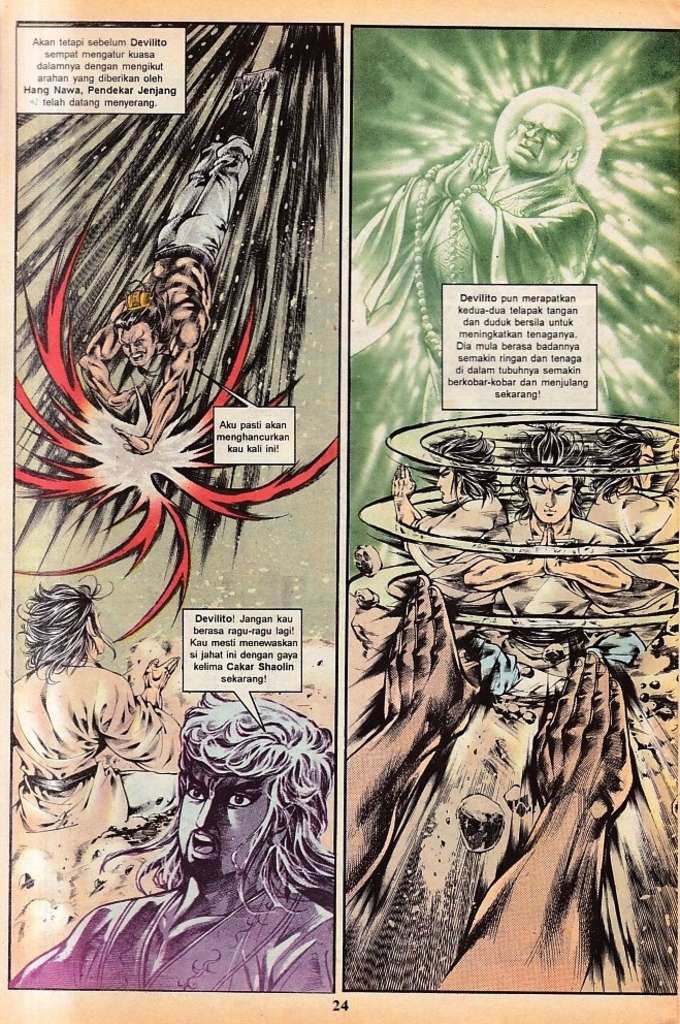 Akan tetapi sebelum Devilito
sempat mengatur kuasa
dalamnya dengan mengikut
arahan yang diberikan oleh
Hang Nawa, Pendekar Jenjang
telah datang menyerang.
Aku pasti akan
menghancurkan
kau kali ini!
Devilito! Jangan kau
berasa ragu-ragu lagi!
Kau mesti menewaskan
si jahat ini dengan gaya
kelima Cakar Shaolin
sekarang!
Devilito pun merapatkan
kedua-dua telapak tangan
dan duduk bersila untuk
meningkatkan tenaganya.
Dia mula berasa badannya
semakin ringan dan tenaga
di dalam tubuhnya semakin
berkobar-kobar dan menjulang
sekarang!
24